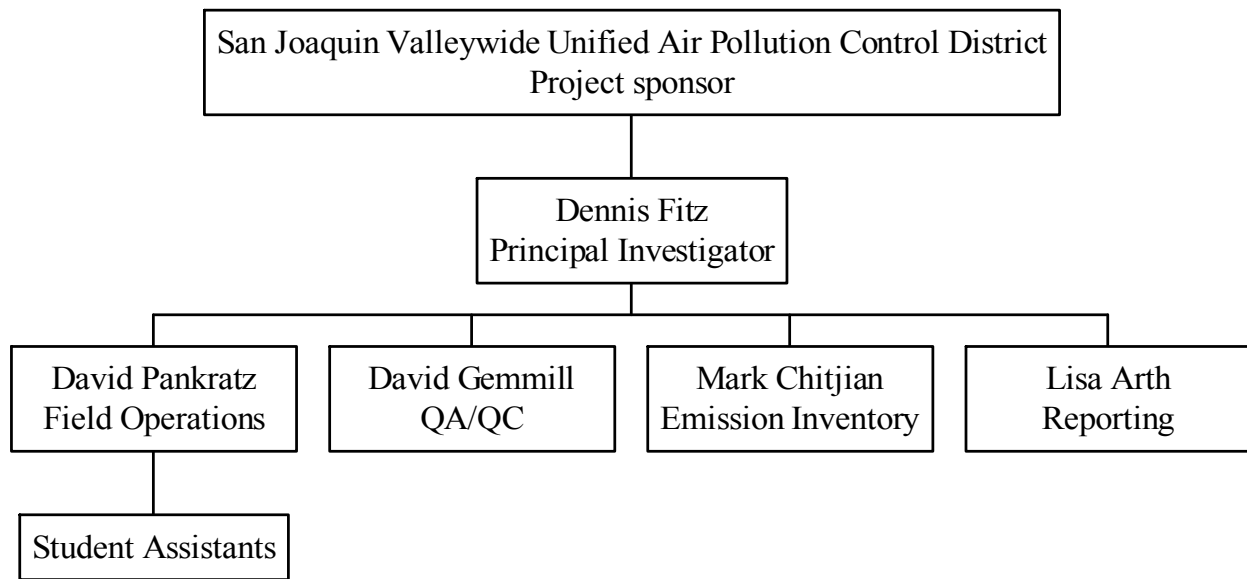 San Joaquin Valleywide Unified Air Pollution Control District
Project sponsor
Dennis Fitz
Principal Investigator
David Pankratz
Field Operations
David Gemmill
QA/QC
Mark Chitjian
Emission Inventory
Lisa Arth
Reporting
Student Assistants